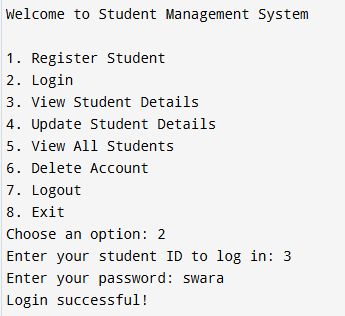 Welcome to Student Management System
1. Register Student
2. Login
3. View Student Details
4. Update Student Details
5. View All Students
6. Delete Account
7. Logout
8. Exit
Choose an option: 2
Enter your student ID to log in: 3
Enter your password: swara
Login successful!